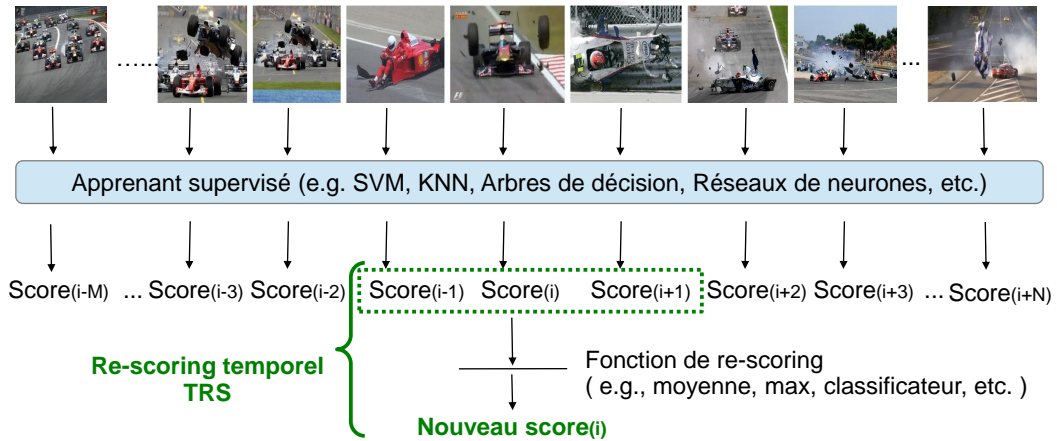 ......
...
Apprenant supervisé (e.g. SVM, KNN, Arbres de décision, Réseaux de neurones, etc.)
Score(i-M) ... Score(i-3) Score(i-2) Score(i-1) Score(i) Score(i+1) Score(i+2) Score(i+3) ... Score(i+N)
Re-scoring temporel
TRS
Fonction de re-scoring
( e.g., moyenne, max, classificateur, etc. )
Nouveau score(i)